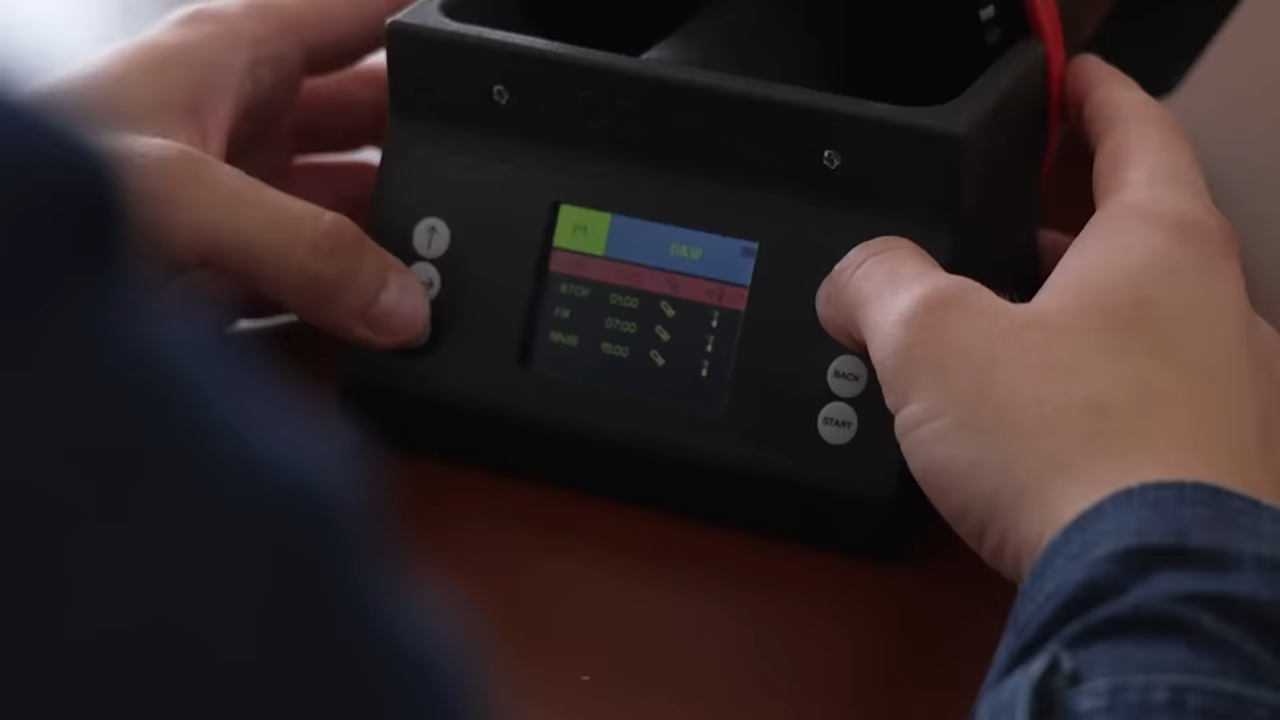 P1
B&W
STOP 01:00
FIX 07:00
RINSE 15:00
BACK
START